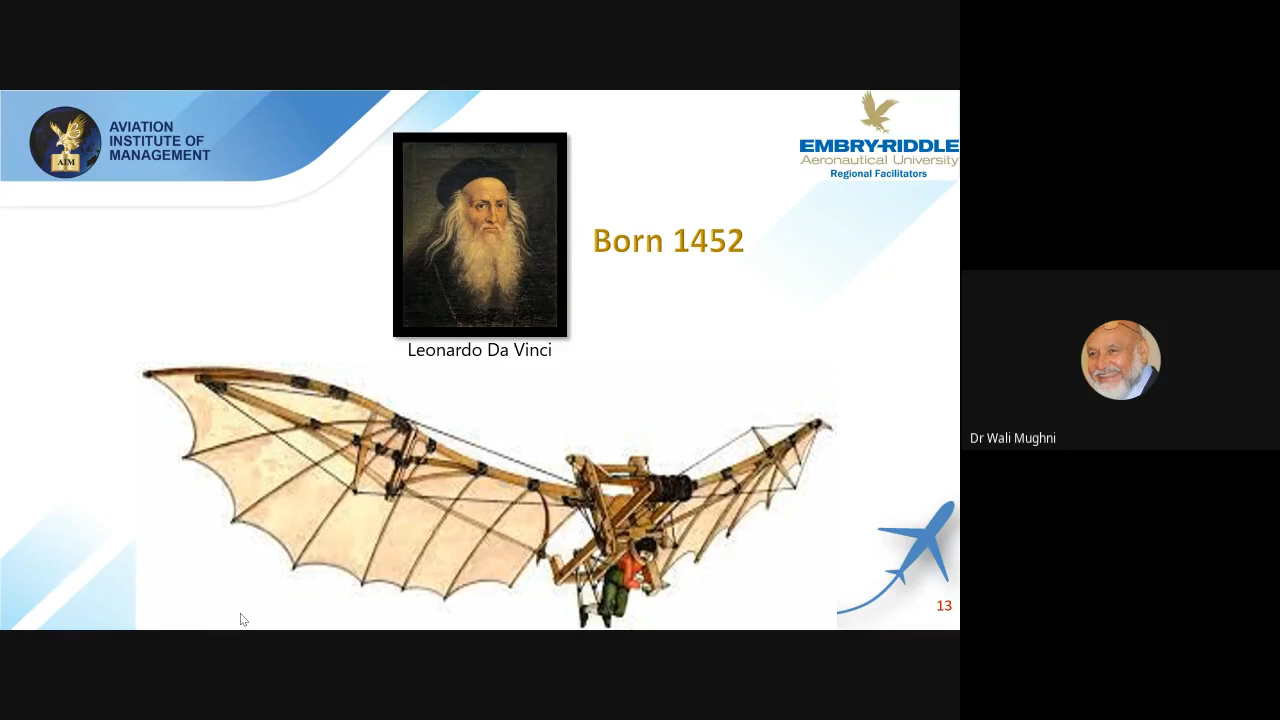 AVIATION
INSTITUTE OF
MANAGEMENT
AIM
EMBRY-RIDDLE
Aeronautical University
Regional Facilitators
Born 1452
Leonardo Da Vinci
Dr Wali Mughni
13